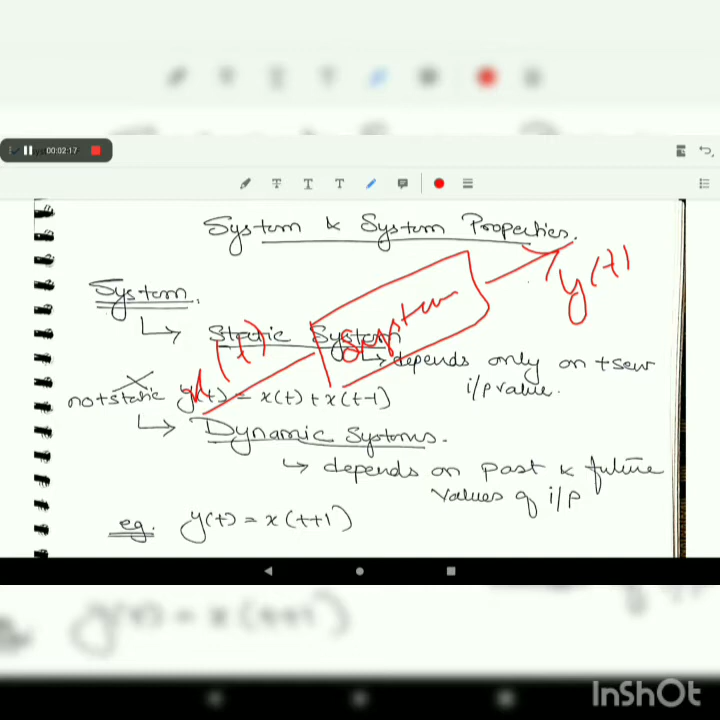 00:02:17
System & System Properties.
System.
↳ Static System
↳ depends only on
i/p value.
not static y(t) = x(t) + x(t-1)
↳ Dynamic Systems.
↳ depends on past & future
values of i/p
eg. y(t) = x(t+1)
x(t) system y(t)
InShOt